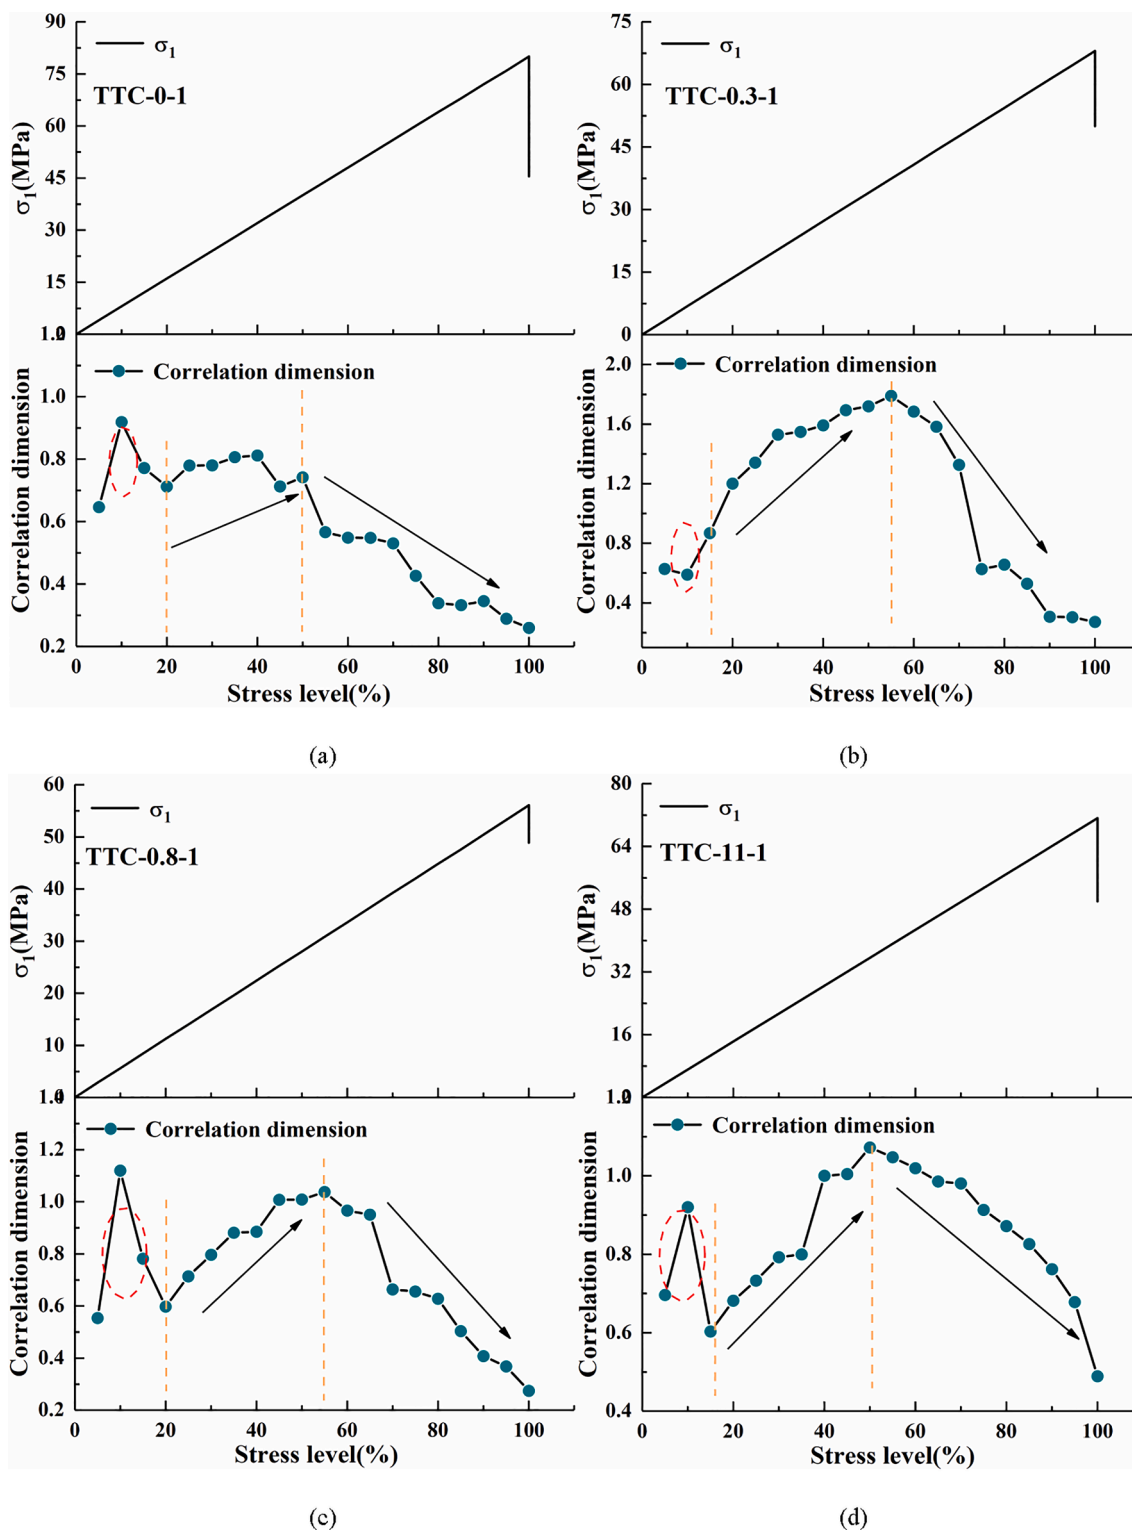 90
75
60
45
30
15
σ1(MPa)
σ1
TTC-0-1
1.0
0.8
0.6
0.4
0.2
Correlation dimension
Correlation dimension
0 20 40 60 80 100
Stress level(%)
(a)
75
60
45
30
15
0
σ1(MPa)
σ1
TTC-0.3-1
2.0
1.6
1.2
0.8
0.4
Correlation dimension
Correlation dimension
0 20 40 60 80 100
Stress level(%)
(b)
60
50
40
30
20
10
σ1(MPa)
σ1
TTC-0.8-1
1.2
1.0
0.8
0.6
0.4
0.2
Correlation dimension
Correlation dimension
0 20 40 60 80 100
Stress level(%)
(c)
80
64
48
32
16
σ1(MPa)
σ1
TTC-11-1
1.0
0.8
0.6
0.4
Correlation dimension
Correlation dimension
0 20 40 60 80 100
Stress level(%)
(d)